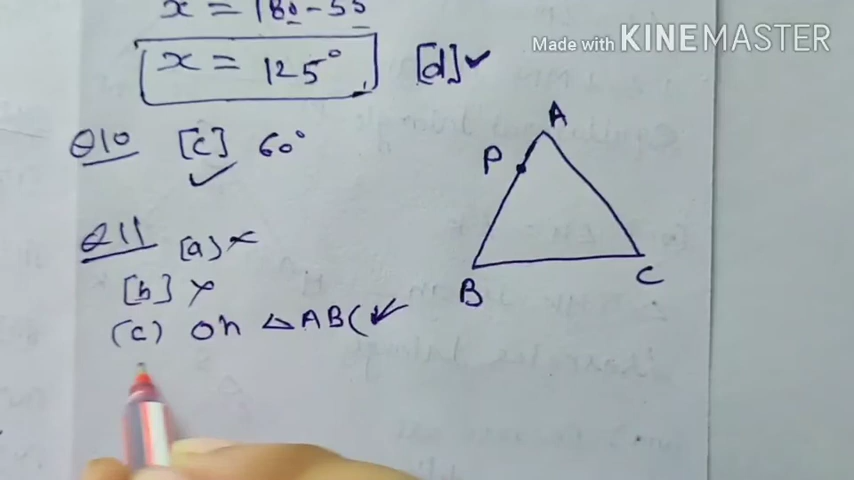 x = 180-55
Made with KINEMASTER
x = 125° [d]✓
Q10 [c] 60°
A
P
Q11 [a]×
[b] ×
B
C
(c) on △ABC ✓